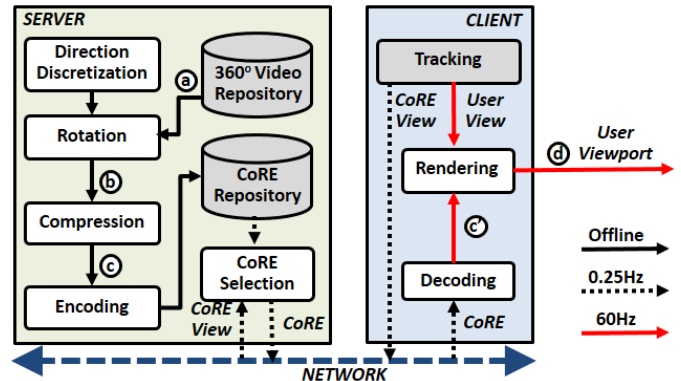 SERVER
Direction
Discretization
360º Video
Repository
a
Rotation
b
CoRE
Repository
Compression
c
CoRE
Selection
Encoding
CoRE
View
CoRE
CLIENT
Tracking
CoRE
View
User
View
Rendering
d
User
Viewport
c'
Decoding
CoRE
Offline
0.25Hz
60Hz
NETWORK